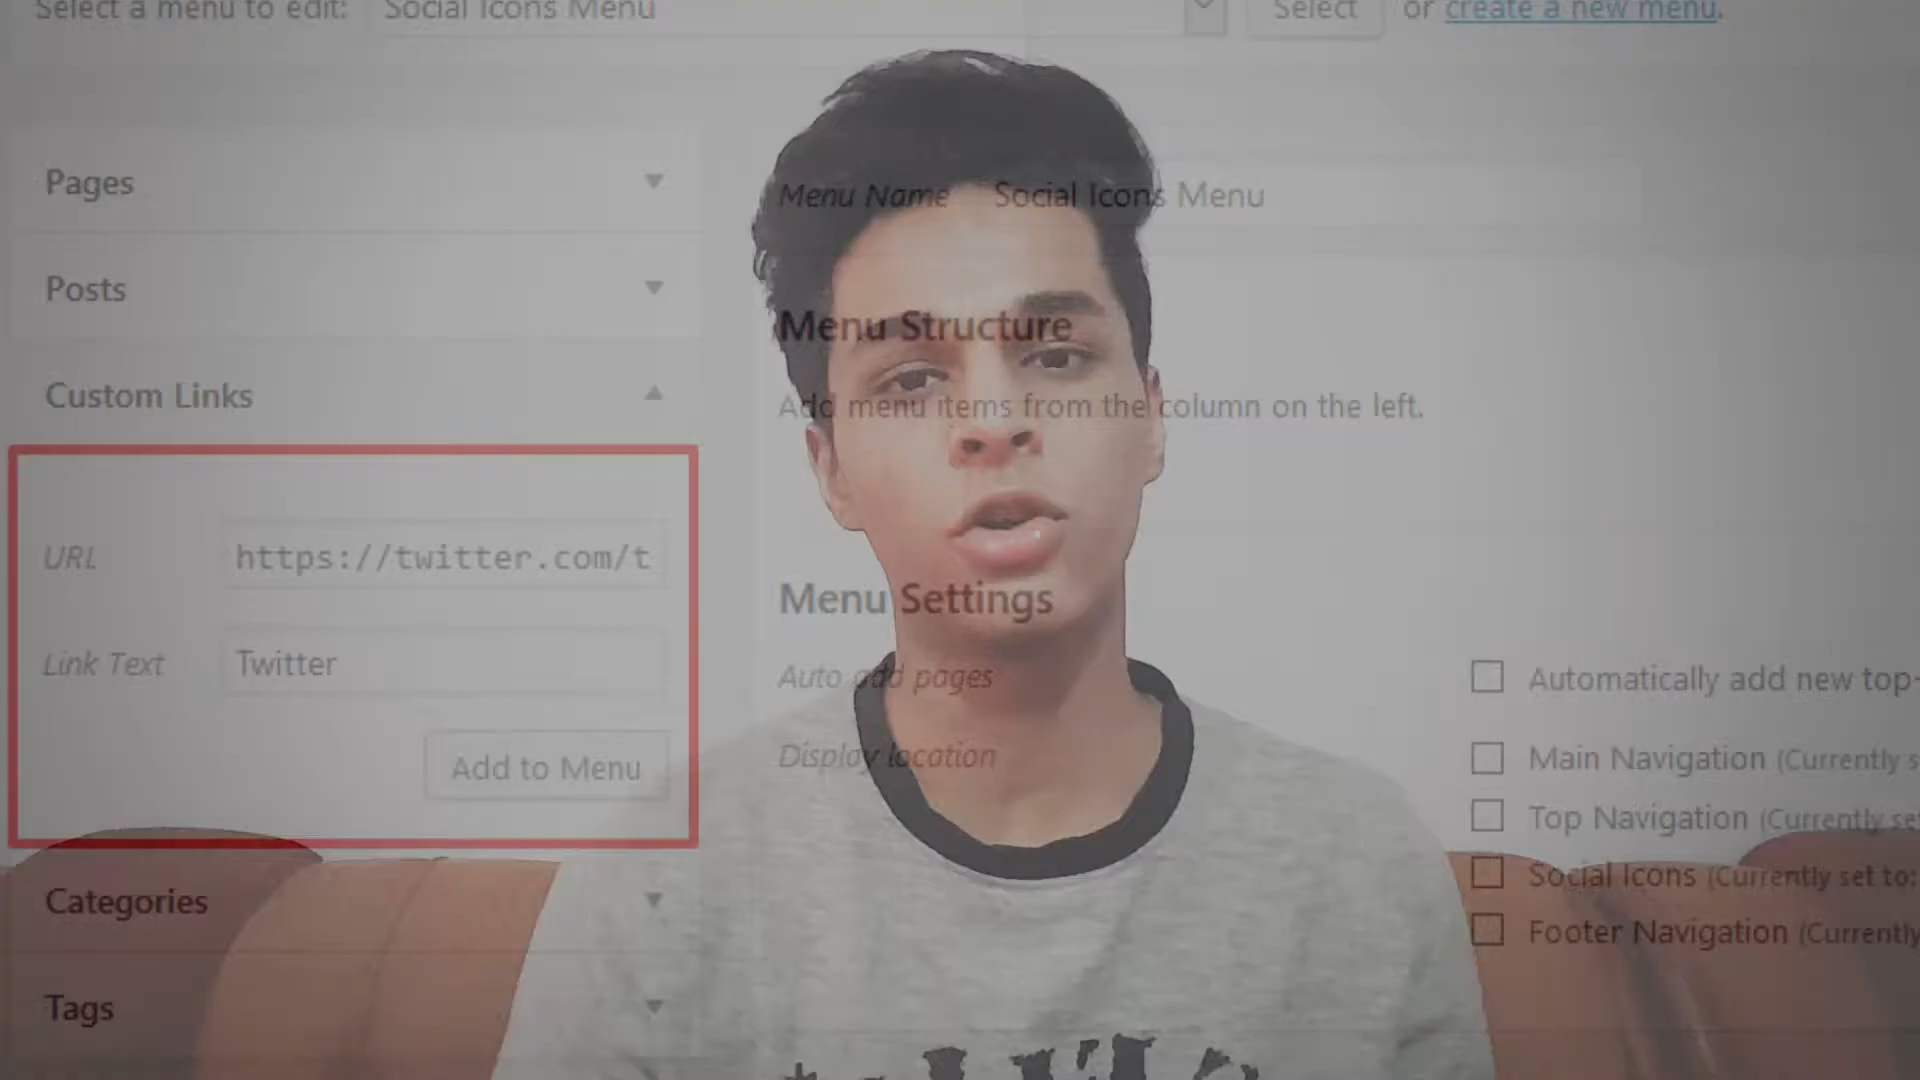 Select a menu to edit: Social Icons Menu Select or create a new menu.
Pages
Posts
Custom Links
URL https://twitter.com/t
Link Text Twitter
Add to Menu
Categories
Tags
Menu Name Social Icons Menu
Menu Structure
Add menu items from the column on the left.
Menu Settings
Auto add pages Automatically add new top-
Display location Main Navigation (Currently s
Top Navigation (Currently set
Social Icons (Currently set to:
Footer Navigation (Currently